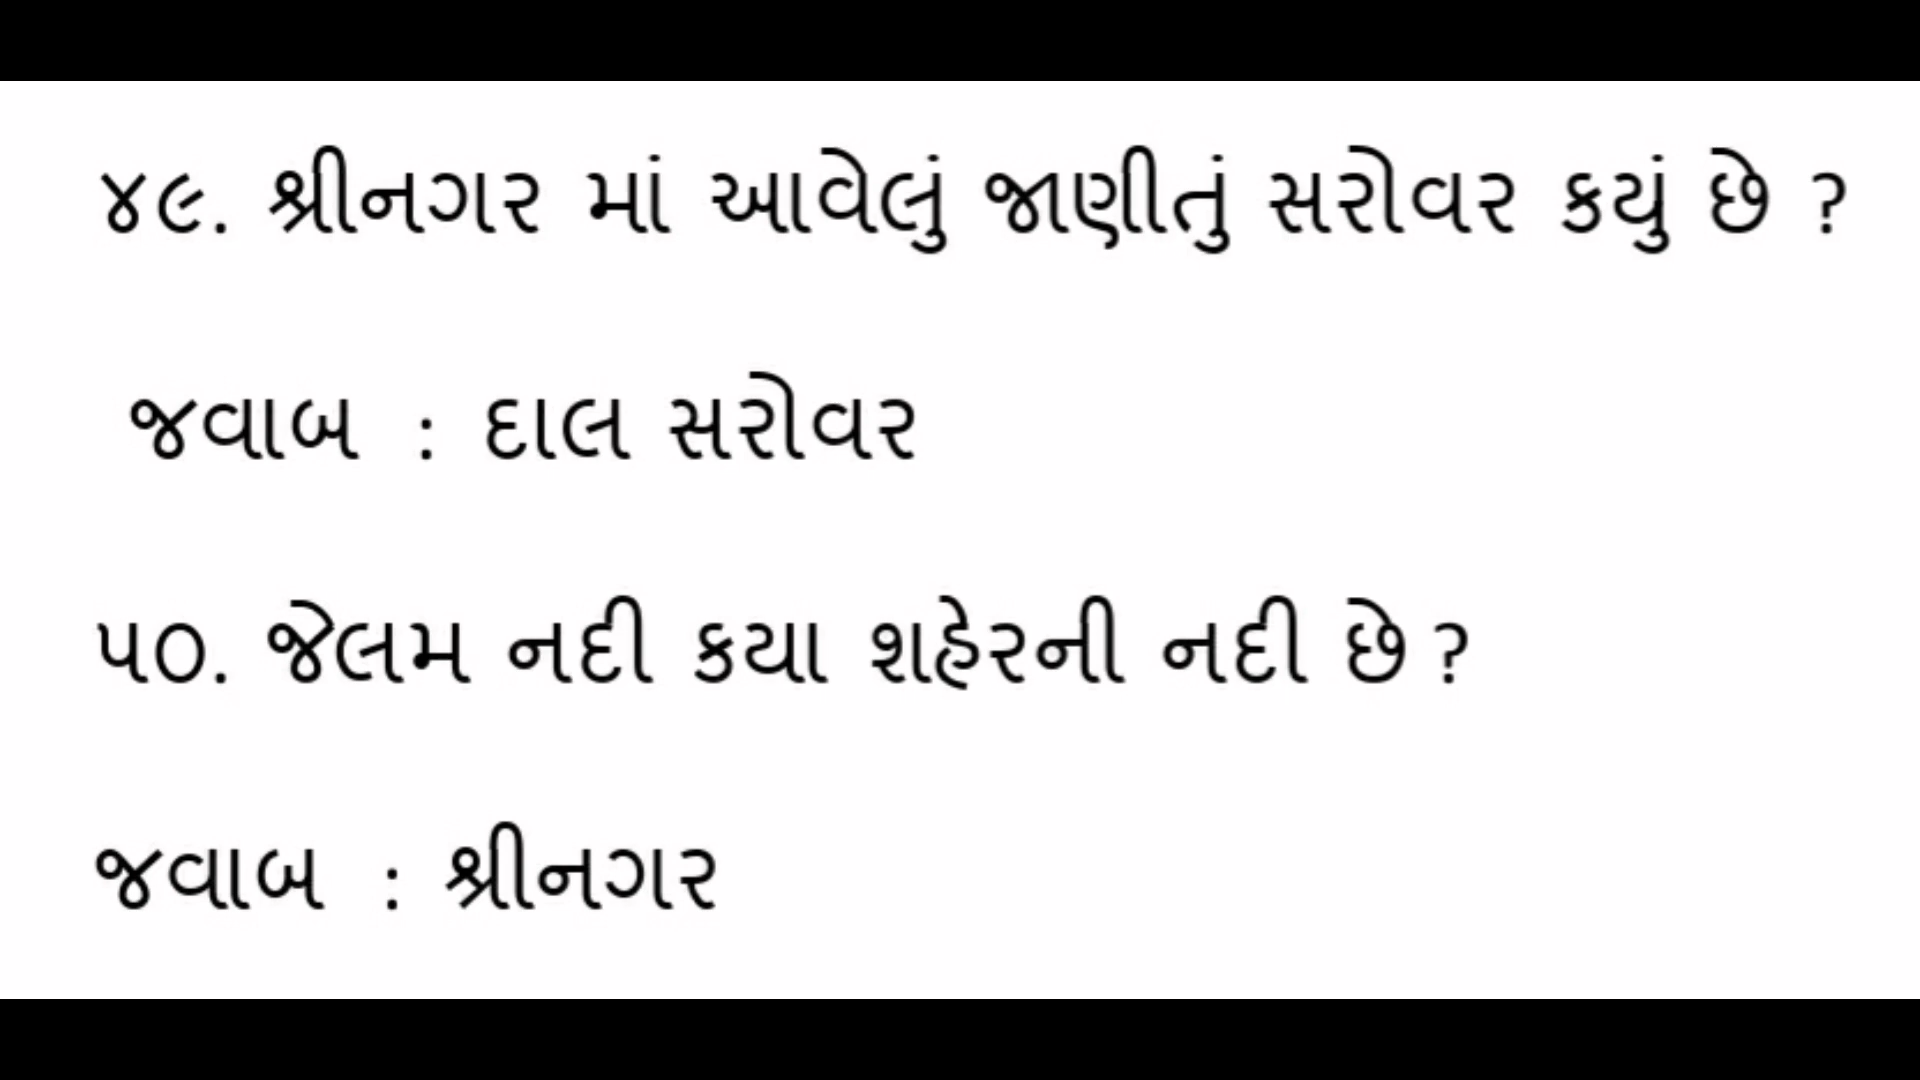 ૪૯. શ્રીનગર માં આવેલું જાણીતું સરોવર કયું છે ?
જવાબ : દાલ સરોવર
૫૦. જેલમ નદી કયા શહેરની નદી છે ?
જવાબ : શ્રીનગર